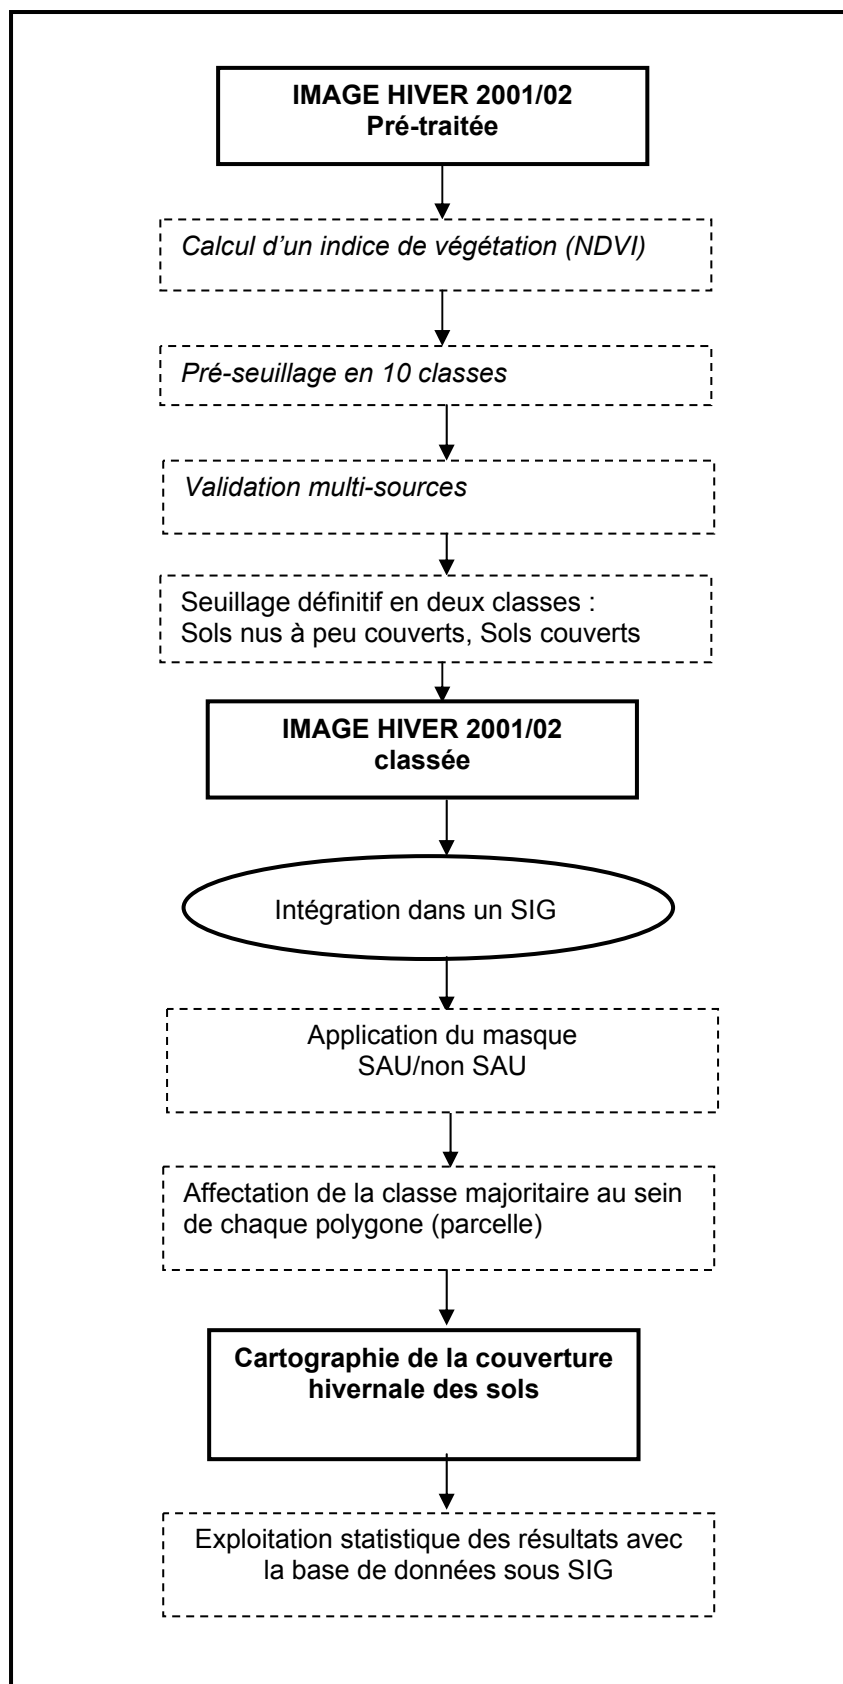 IMAGE HIVER 2001/02
Pré-traitée
Calcul d’un indice de végétation (NDVI)
Pré-seuillage en 10 classes
Validation multi-sources
Seuillage définitif en deux classes :
Sols nus à peu couverts, Sols couverts
IMAGE HIVER 2001/02
classée
Intégration dans un SIG
Application du masque
SAU/non SAU
Affectation de la classe majoritaire au sein
de chaque polygone (parcelle)
Cartographie de la couverture
hivernale des sols
Exploitation statistique des résultats avec
la base de données sous SIG